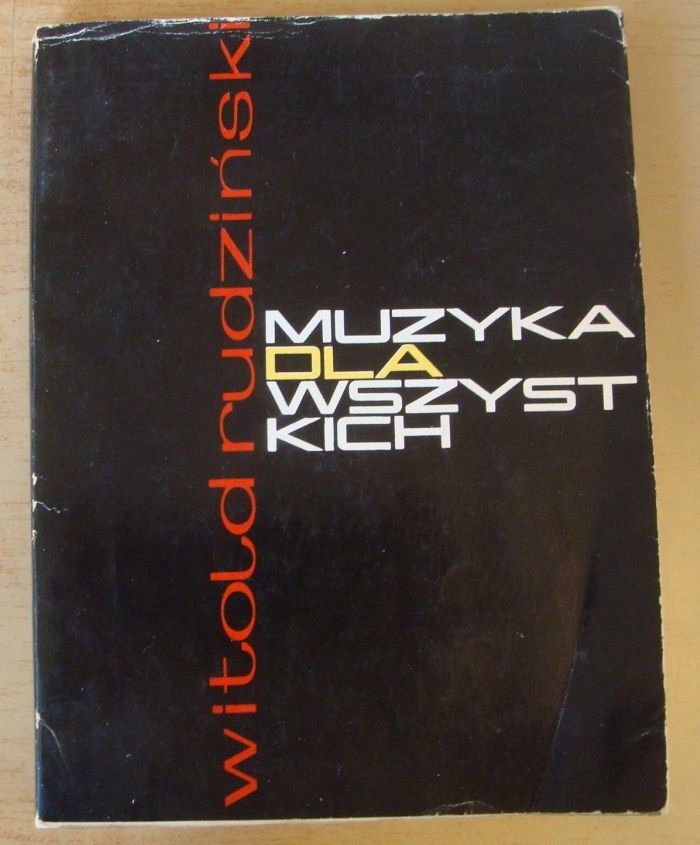 witold rudziński
MUZYKA
DLA
WSZYST
KICH